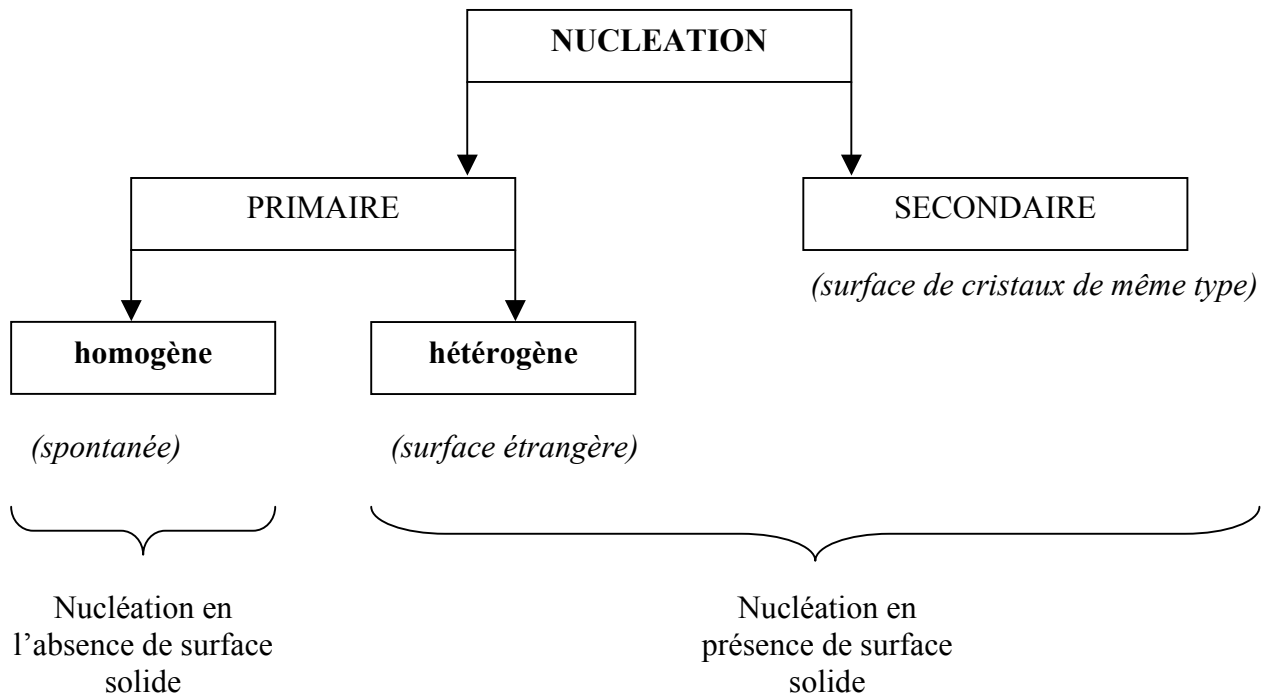 NUCLEATION
PRIMAIRE
SECONDAIRE
(surface de cristaux de même type)
homogène
hétérogène
(spontanée)
(surface étrangère)
Nucléation en
l’absence de surface
solide
Nucléation en
présence de surface
solide